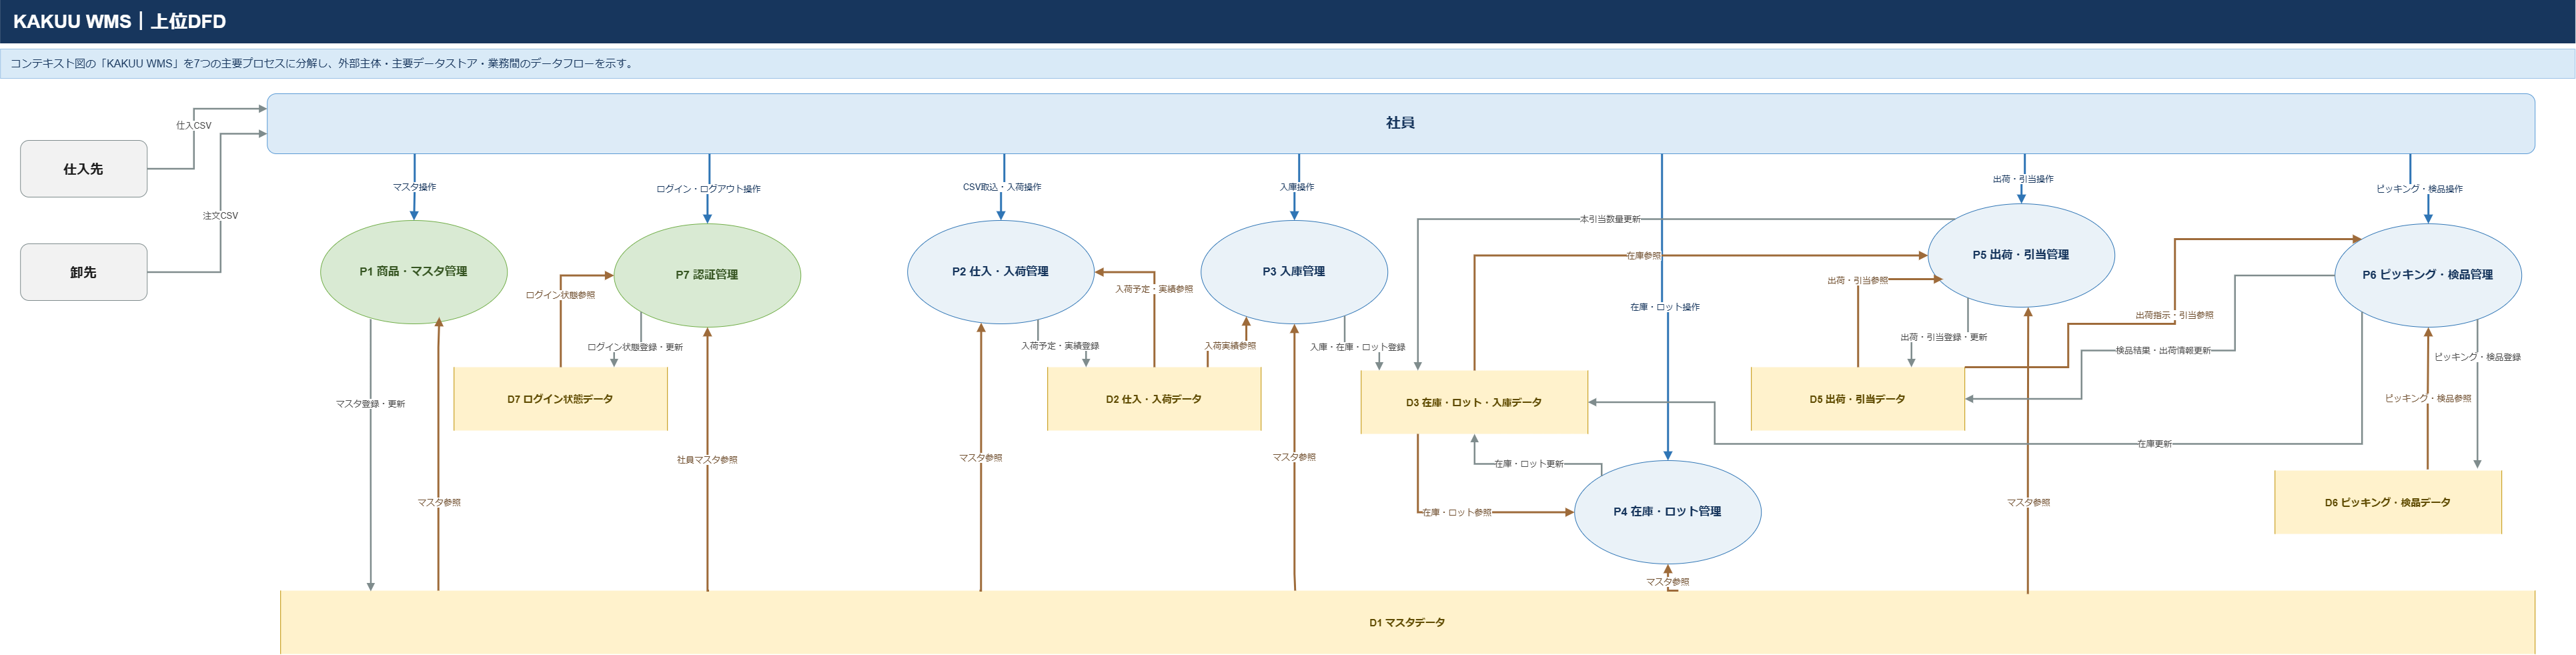 KAKUU WMS｜上位DFD
コンテキスト図の「KAKUU WMS」を7つの主要プロセスに分解し、外部主体・主要データストア・業務間のデータフローを示す。
社員
仕入CSV
仕入先
注文CSV
卸先
マスタ操作
ログイン・ログアウト操作
CSV取込・入荷操作
入庫操作
在庫・ロット操作
出荷・引当操作
ピッキング・検品操作
P1 商品・マスタ管理
P7 認証管理
P2 仕入・入荷管理
P3 入庫管理
P5 出荷・引当管理
P6 ピッキング・検品管理
本引当数量更新
在庫参照
出荷・引当参照
ログイン状態参照
ログイン状態登録・更新
入荷予定・実績参照
入荷予定・実績登録
入荷実績参照
入庫・在庫・ロット登録
出荷・引当登録・更新
出荷指示・引当参照
検品結果・出荷情報更新
ピッキング・検品登録
ピッキング・検品参照
マスタ登録・更新
D7 ログイン状態データ
D2 仕入・入荷データ
D3 在庫・ロット・入庫データ
D5 出荷・引当データ
在庫更新
社員マスタ参照
マスタ参照
マスタ参照
在庫・ロット更新
マスタ参照
マスタ参照
D6 ピッキング・検品データ
在庫・ロット参照
P4 在庫・ロット管理
マスタ参照
D1 マスタデータ